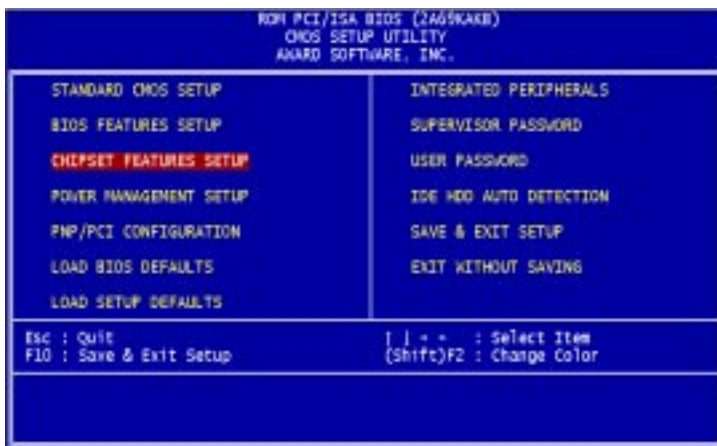 ROM PCI/ISA BIOS (2A69KAKB)
CMOS SETUP UTILITY
AWARD SOFTWARE, INC.
STANDARD CMOS SETUP
BIOS FEATURES SETUP
CHIPSET FEATURES SETUP
POWER MANAGEMENT SETUP
PNP/PCI CONFIGURATION
LOAD BIOS DEFAULTS
LOAD SETUP DEFAULTS
INTEGRATED PERIPHERALS
SUPERVISOR PASSWORD
USER PASSWORD
IDE HDD AUTO DETECTION
SAVE & EXIT SETUP
EXIT WITHOUT SAVING
Esc : Quit
F10 : Save & Exit Setup
: Select Item
(Shift)F2 : Change Color